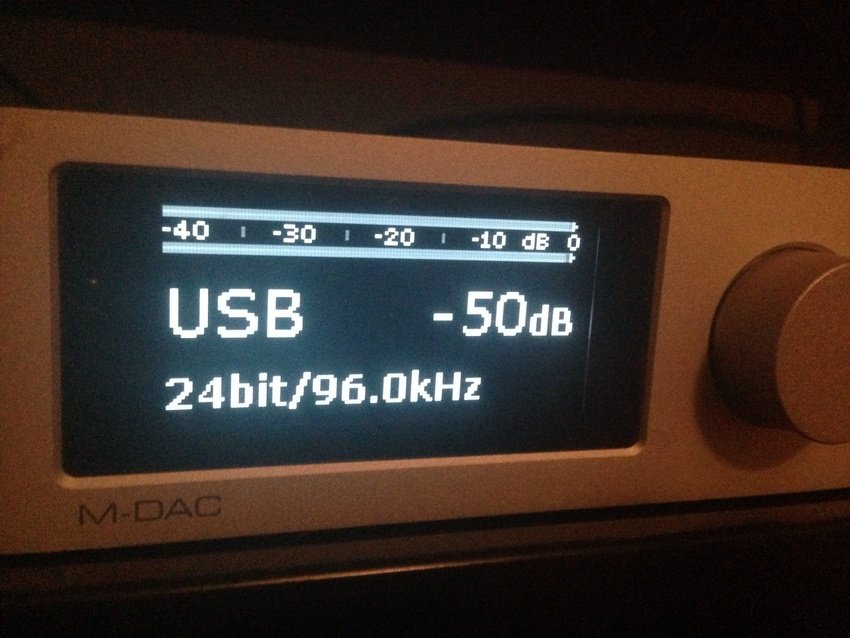 -40 -30 -20 -10 dB 0
USB -50dB
24bit/96.0kHz
M-DAC